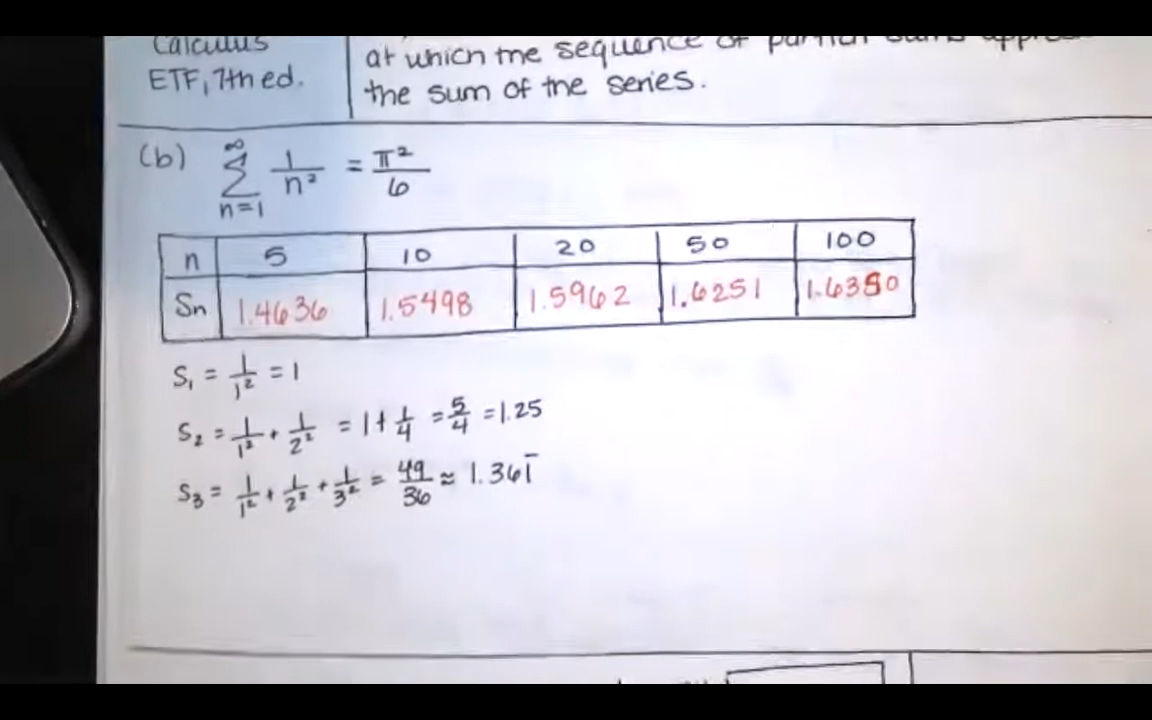 Calculus
ETF, 7th ed.
at which the sequence of partial sums
the sum of the series.
(b) ∞ Σ n=1 1/n² = π²/6
n 5 10 20 50 100
Sn 1.4636 1.5498 1.5962 1.6251 1.6350
S₁ = 1/1² = 1
S₂ = 1/1² + 1/2² = 1 + 1/4 = 5/4 = 1.25
S₃ = 1/1² + 1/2² + 1/3² = 49/36 ≈ 1.361̅